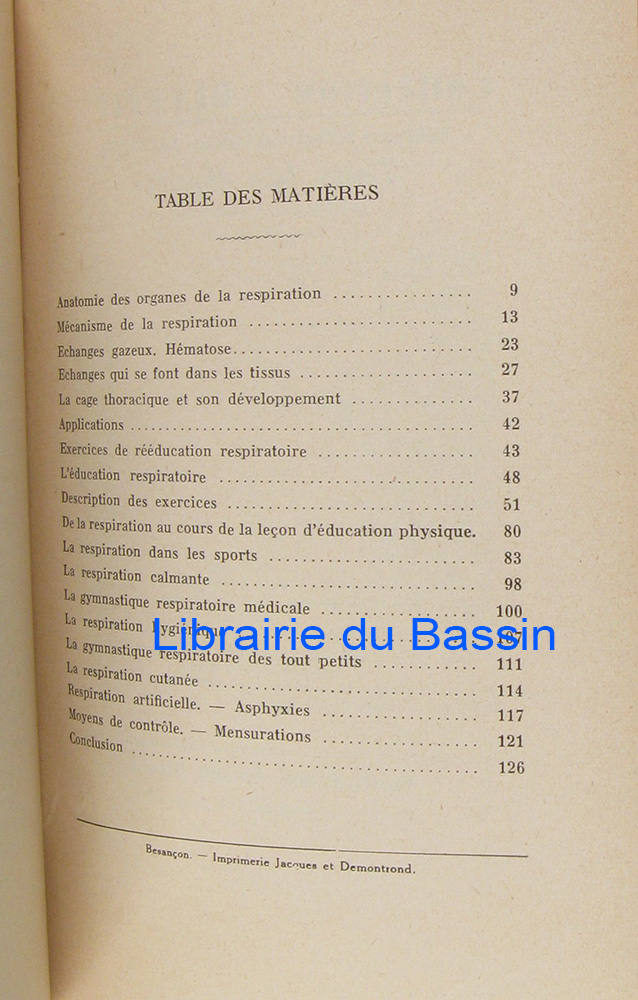 TABLE DES MATIÈRES
Anatomie des organes de la respiration ................ 9
Mécanisme de la respiration ......................... 13
Echanges gazeux. Hématose........................... 23
Echanges qui se font dans les tissus .................... 27
La cage thoracique et son développement .............. 37
Applications ....................................... 42
Exercices de rééducation respiratoire .................. 43
L'éducation respiratoire ............................. 48
Description des exercices ............................ 51
De la respiration au cours de la leçon d'éducation physique. 80
La respiration dans les sports ........................ 83
La respiration calmante ............................. 98
La gymnastique respiratoire médicale .................. 100
La respiration hygiénique ........................... 107
Librairie du Bassin
La gymnastique respiratoire des tout petits ............ 111
La respiration cutanée .............................. 114
Respiration artificielle. — Asphyxies .................. 117
Moyens de contrôle. — Mensurations .................. 121
Conclusion ........................................ 126
Besançon. — Imprimerie Jacques et Demontrond.